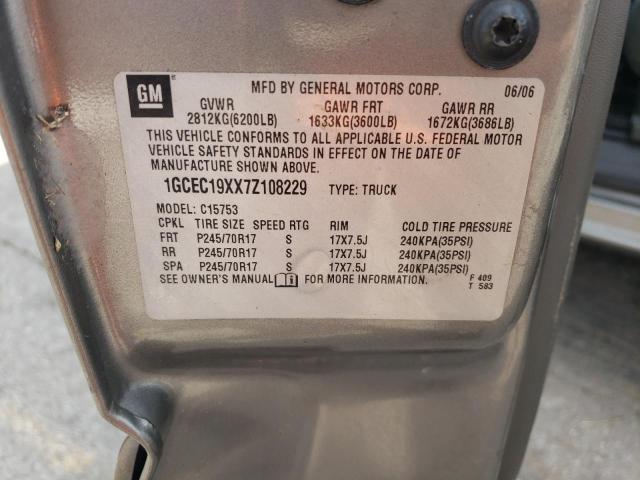 GM ®
MFD BY GENERAL MOTORS CORP. 06/06
GVWR GAWR FRT GAWR RR
2812KG(6200LB) 1633KG(3600LB) 1672KG(3686LB)
THIS VEHICLE CONFORMS TO ALL APPLICABLE U.S. FEDERAL MOTOR
VEHICLE SAFETY STANDARDS IN EFFECT ON THE DATE OF
MANUFACTURE SHOWN ABOVE.
1GCEC19XX7Z108229 TYPE: TRUCK
MODEL: C15753
CPKL TIRE SIZE SPEED RTG RIM COLD TIRE PRESSURE
FRT P245/70R17 S 17X7.5J 240KPA(35PSI)
RR P245/70R17 S 17X7.5J 240KPA(35PSI)
SPA P245/70R17 S 17X7.5J 240KPA(35PSI)
SEE OWNER'S MANUAL FOR MORE INFORMATION. F 409
T 583